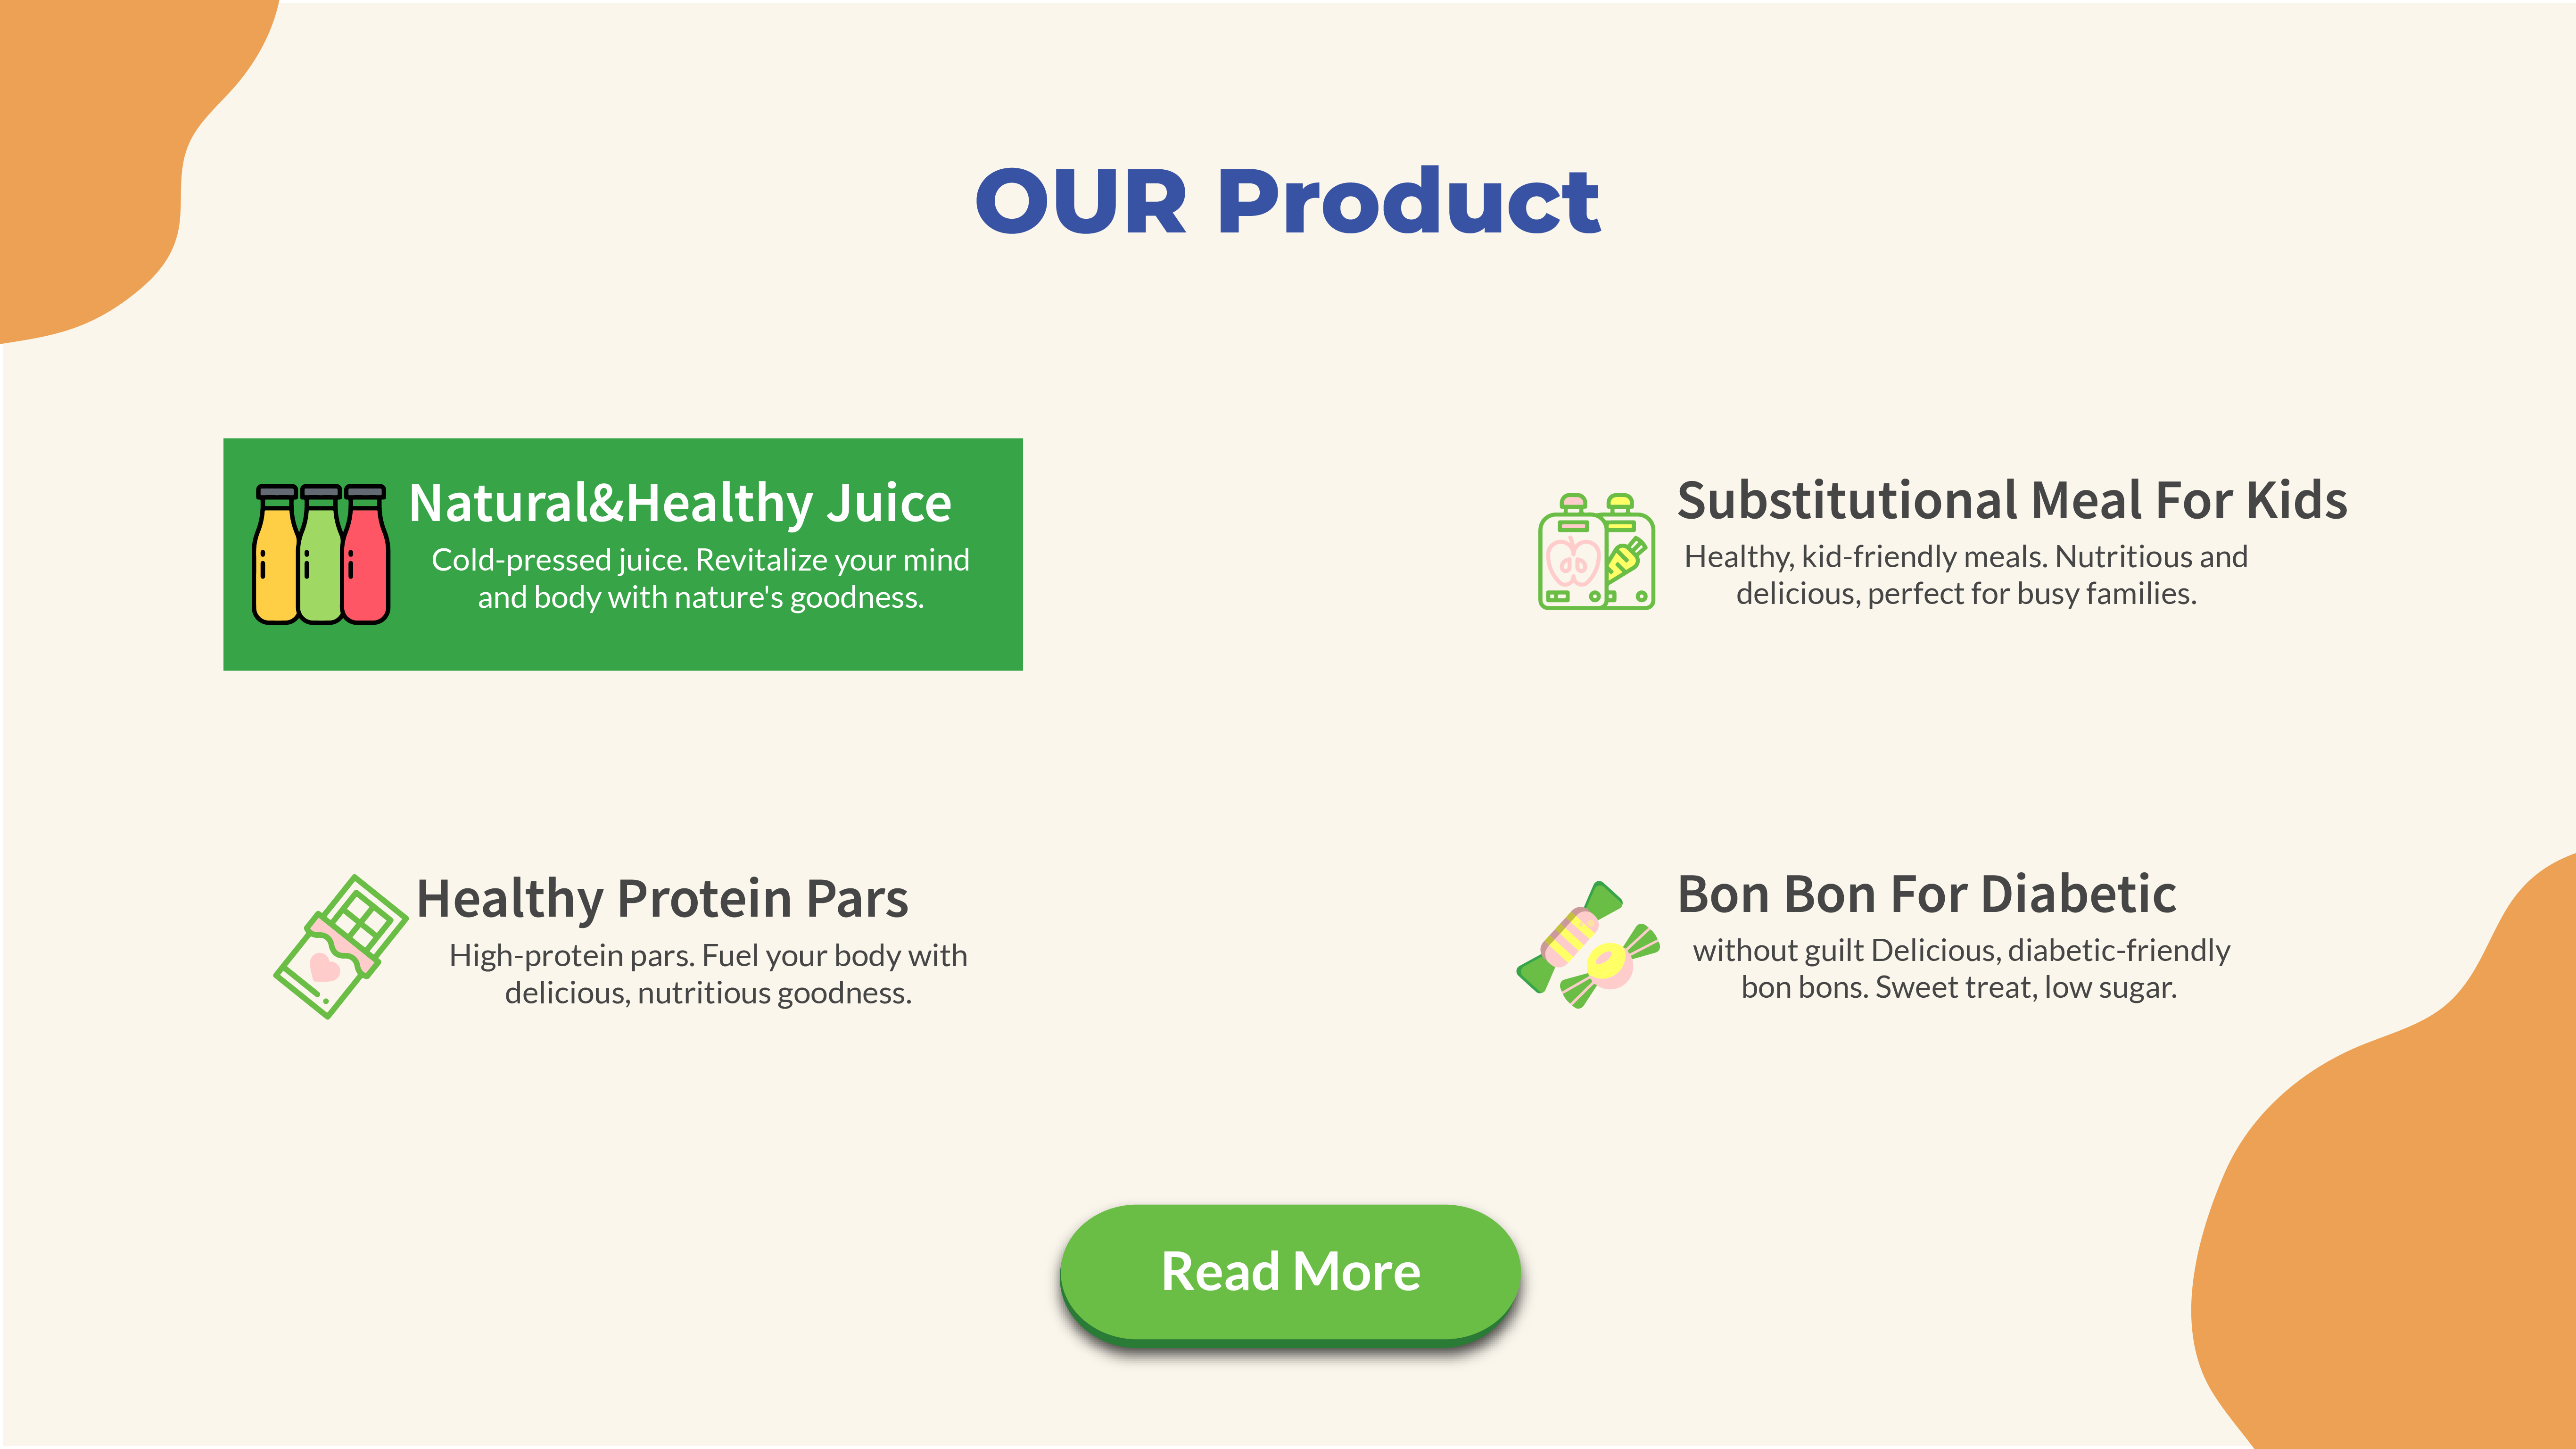 OUR Product
Natural&Healthy Juice
Cold-pressed juice. Revitalize your mind
and body with nature's goodness.
Substitutional Meal For Kids
Healthy, kid-friendly meals. Nutritious and
delicious, perfect for busy families.
Healthy Protein Pars
High-protein pars. Fuel your body with
delicious, nutritious goodness.
Bon Bon For Diabetic
without guilt Delicious, diabetic-friendly
bon bons. Sweet treat, low sugar.
Read More